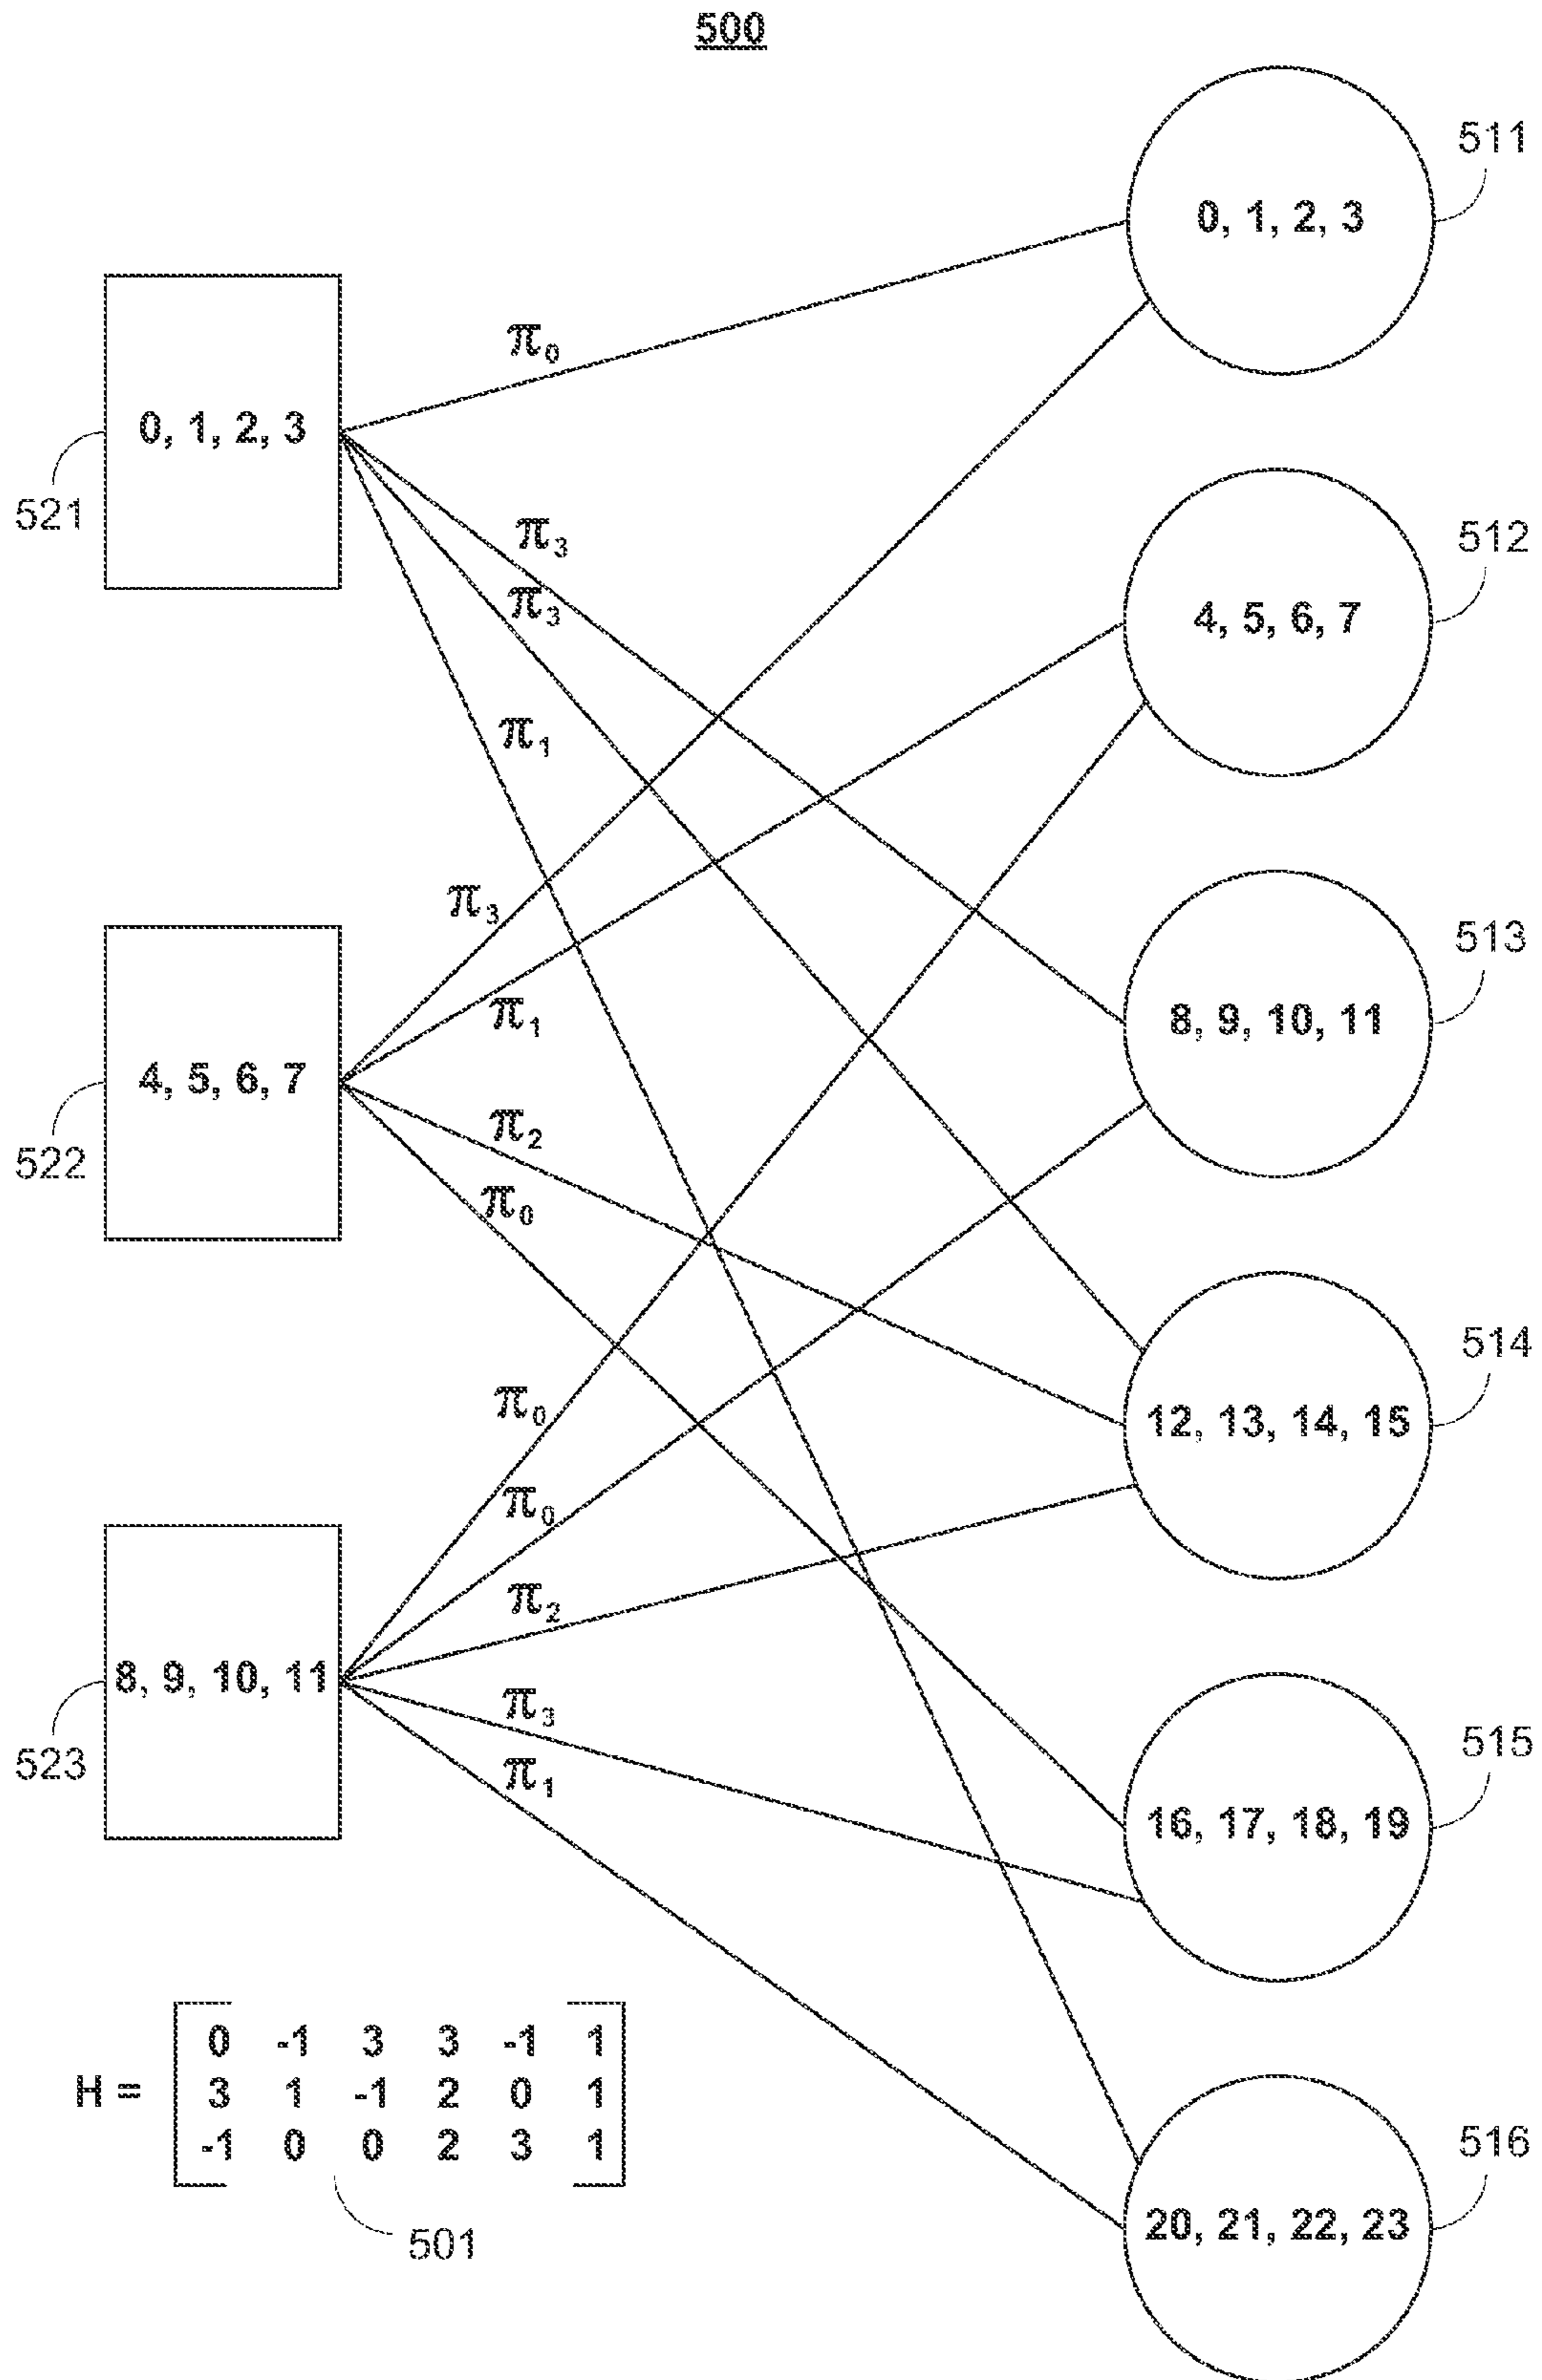 500
511
0, 1, 2, 3
π0
0, 1, 2, 3
521
π3
512
π3
4, 5, 6, 7
π1
π3
513
π1
8, 9, 10, 11
4, 5, 6, 7
π2
522
π0
514
π0
12, 13, 14, 15
π0
π2
8, 9, 10, 11
π3
515
523
π1
16, 17, 18, 19
H =
0 -1 3 3 -1 1
3 1 -1 2 0 1
-1 0 0 2 3 1
516
20, 21, 22, 23
501